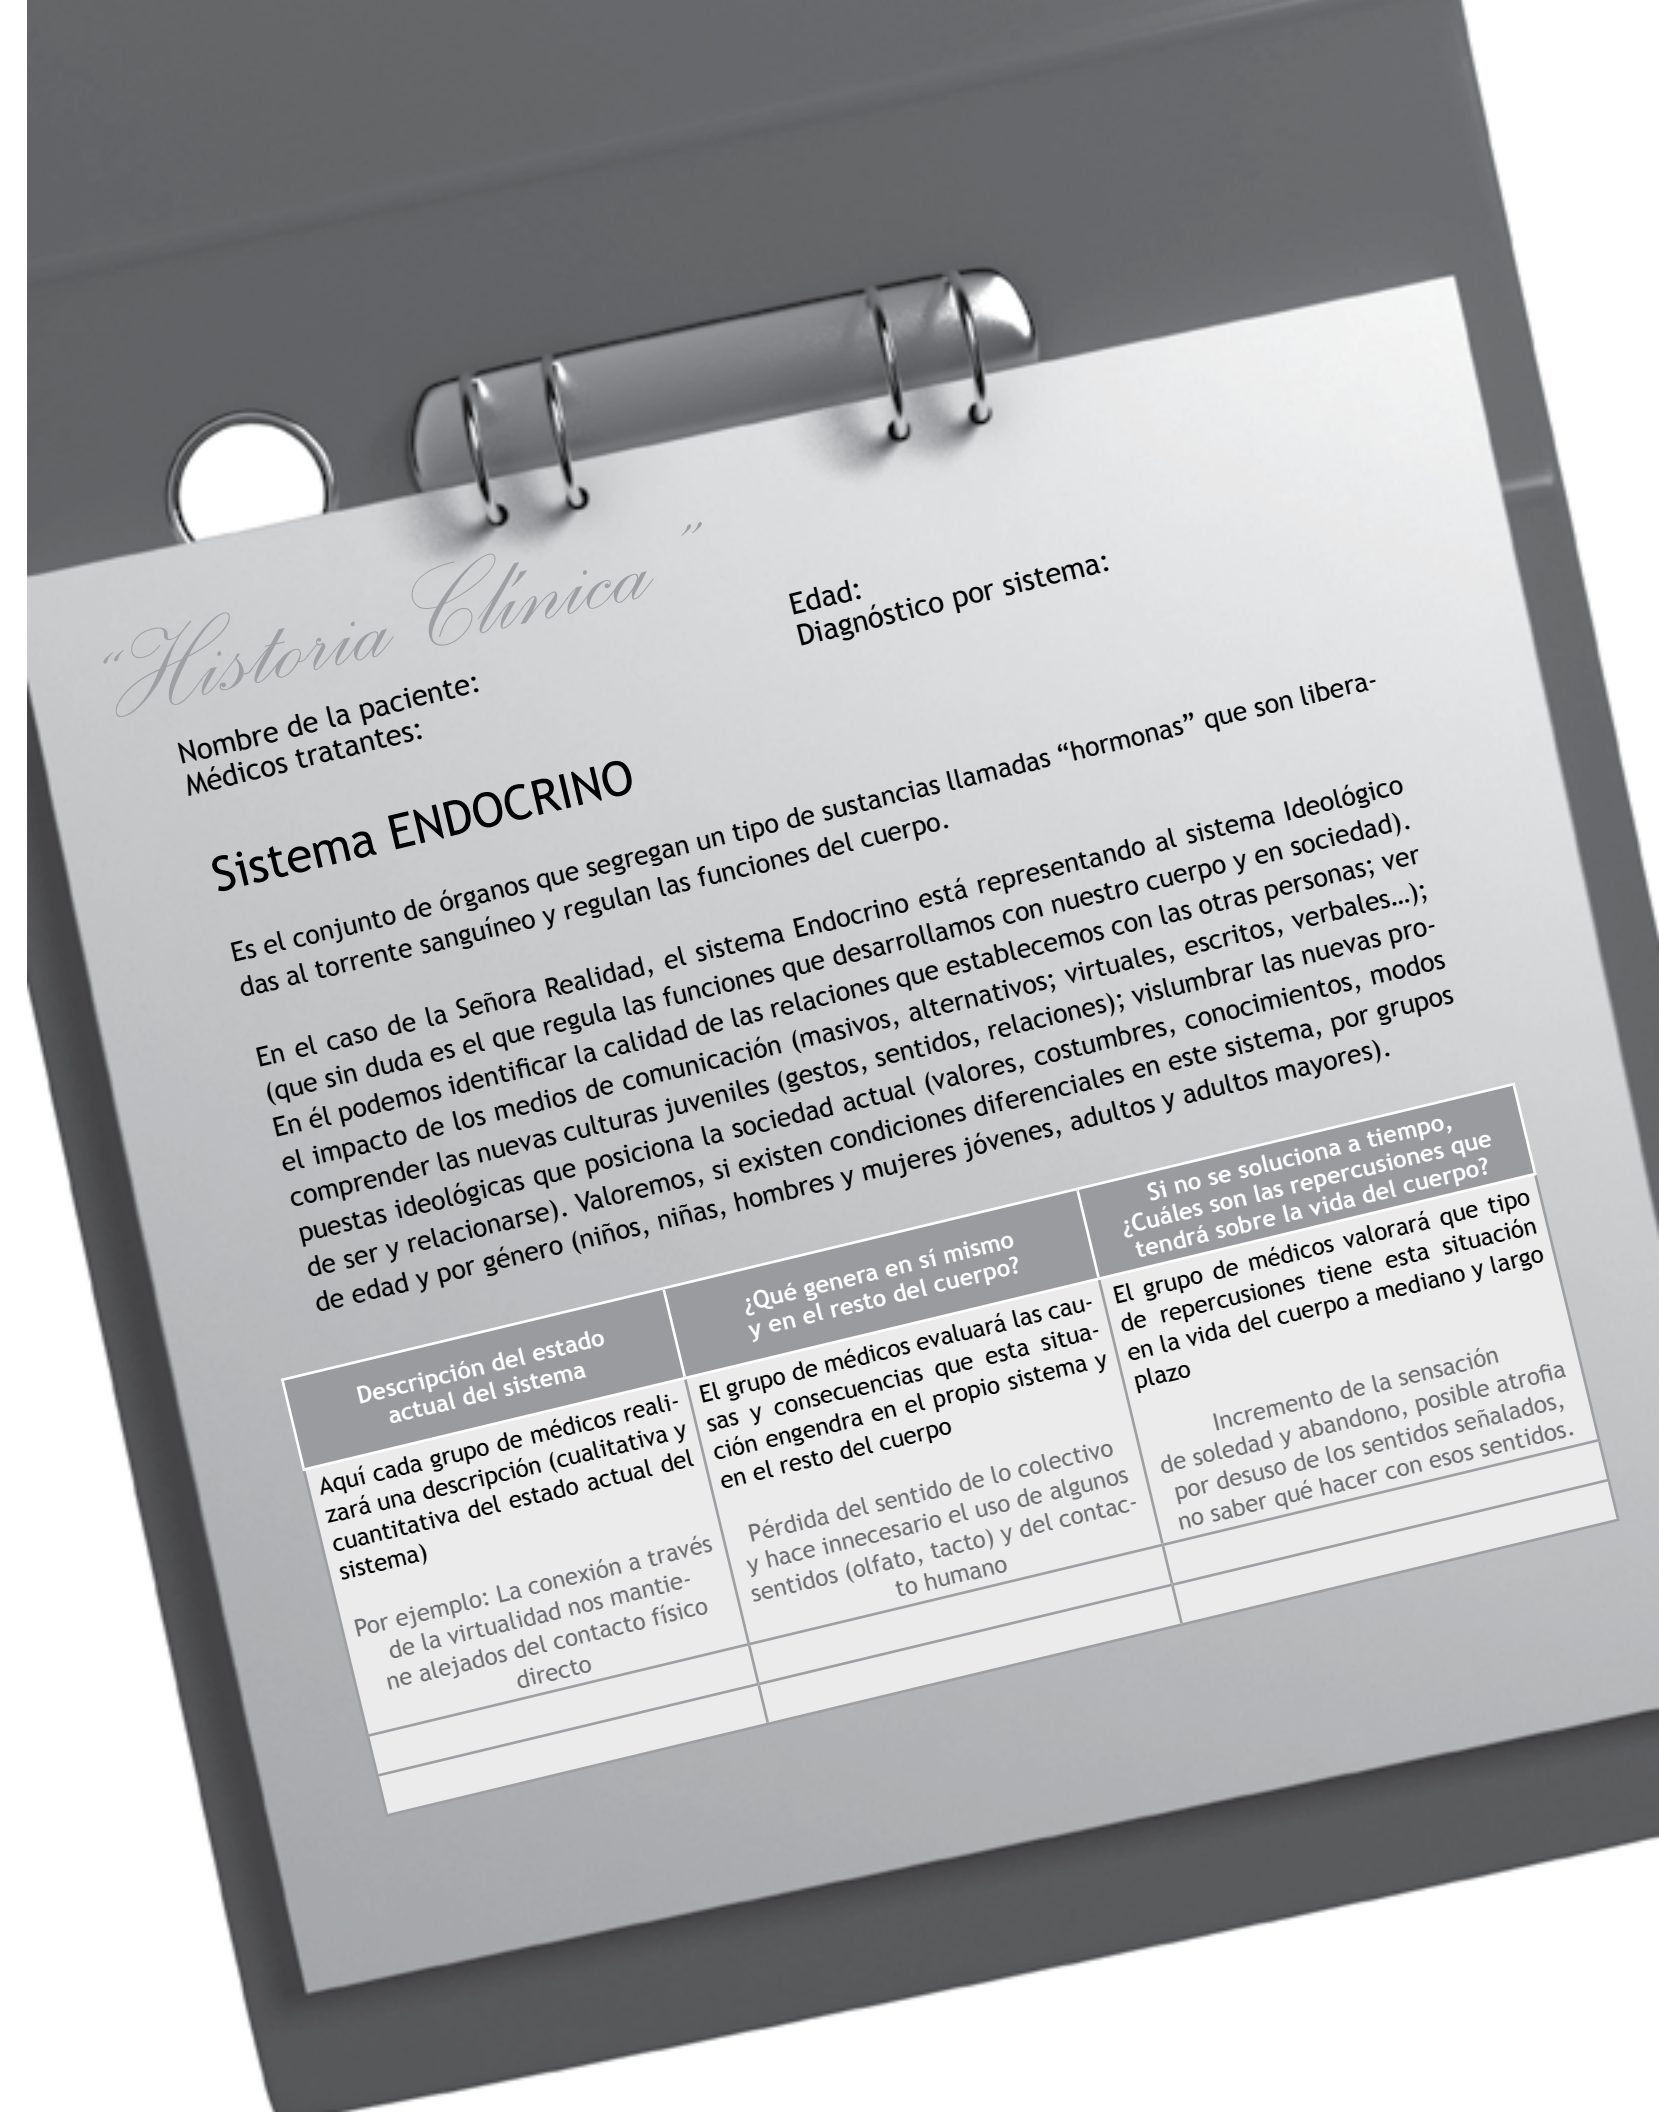 “Historia Clínica”
Edad:
Diagnóstico por sistema:
Nombre de la paciente:
Médicos tratantes:
Sistema ENDOCRINO
Es el conjunto de órganos que segregan un tipo de sustancias llamadas “hormonas” que son libera-
das al torrente sanguíneo y regulan las funciones del cuerpo.
En el caso de la Señora Realidad, el sistema Endocrino está representando al sistema Ideológico
(que sin duda es el que regula las funciones que desarrollamos con nuestro cuerpo y en sociedad).
En él podemos identificar la calidad de las relaciones que establecemos con las otras personas; ver
el impacto de los medios de comunicación (masivos, alternativos; virtuales, escritos, verbales...);
comprender las nuevas culturas juveniles (gestos, sentidos, relaciones); vislumbrar las nuevas pro-
puestas ideológicas que posiciona la sociedad actual (valores, costumbres, conocimientos, modos
de ser y relacionarse). Valoremos, si existen condiciones diferenciales en este sistema, por grupos
de edad y por género (niños, niñas, hombres y mujeres jóvenes, adultos y adultos mayores).
Descripción del estado
actual del sistema
¿Qué genera en sí mismo
y en el resto del cuerpo?
Si no se soluciona a tiempo,
¿Cuáles son las repercusiones que
tendrá sobre la vida del cuerpo?
Aquí cada grupo de médicos reali-
zará una descripción (cualitativa y
cuantitativa del estado actual del
sistema)
Por ejemplo: La conexión a través
de la virtualidad nos mantie-
ne alejados del contacto físico
directo
El grupo de médicos evaluará las cau-
sas y consecuencias que esta situa-
ción engendra en el propio sistema y
en el resto del cuerpo
Pérdida del sentido de lo colectivo
y hace innecesario el uso de algunos
sentidos (olfato, tacto) y del contac-
to humano
El grupo de médicos valorará que tipo
de repercusiones tiene esta situación
en la vida del cuerpo a mediano y largo
plazo
Incremento de la sensación
de soledad y abandono, posible atrofia
por desuso de los sentidos señalados,
no saber qué hacer con esos sentidos.